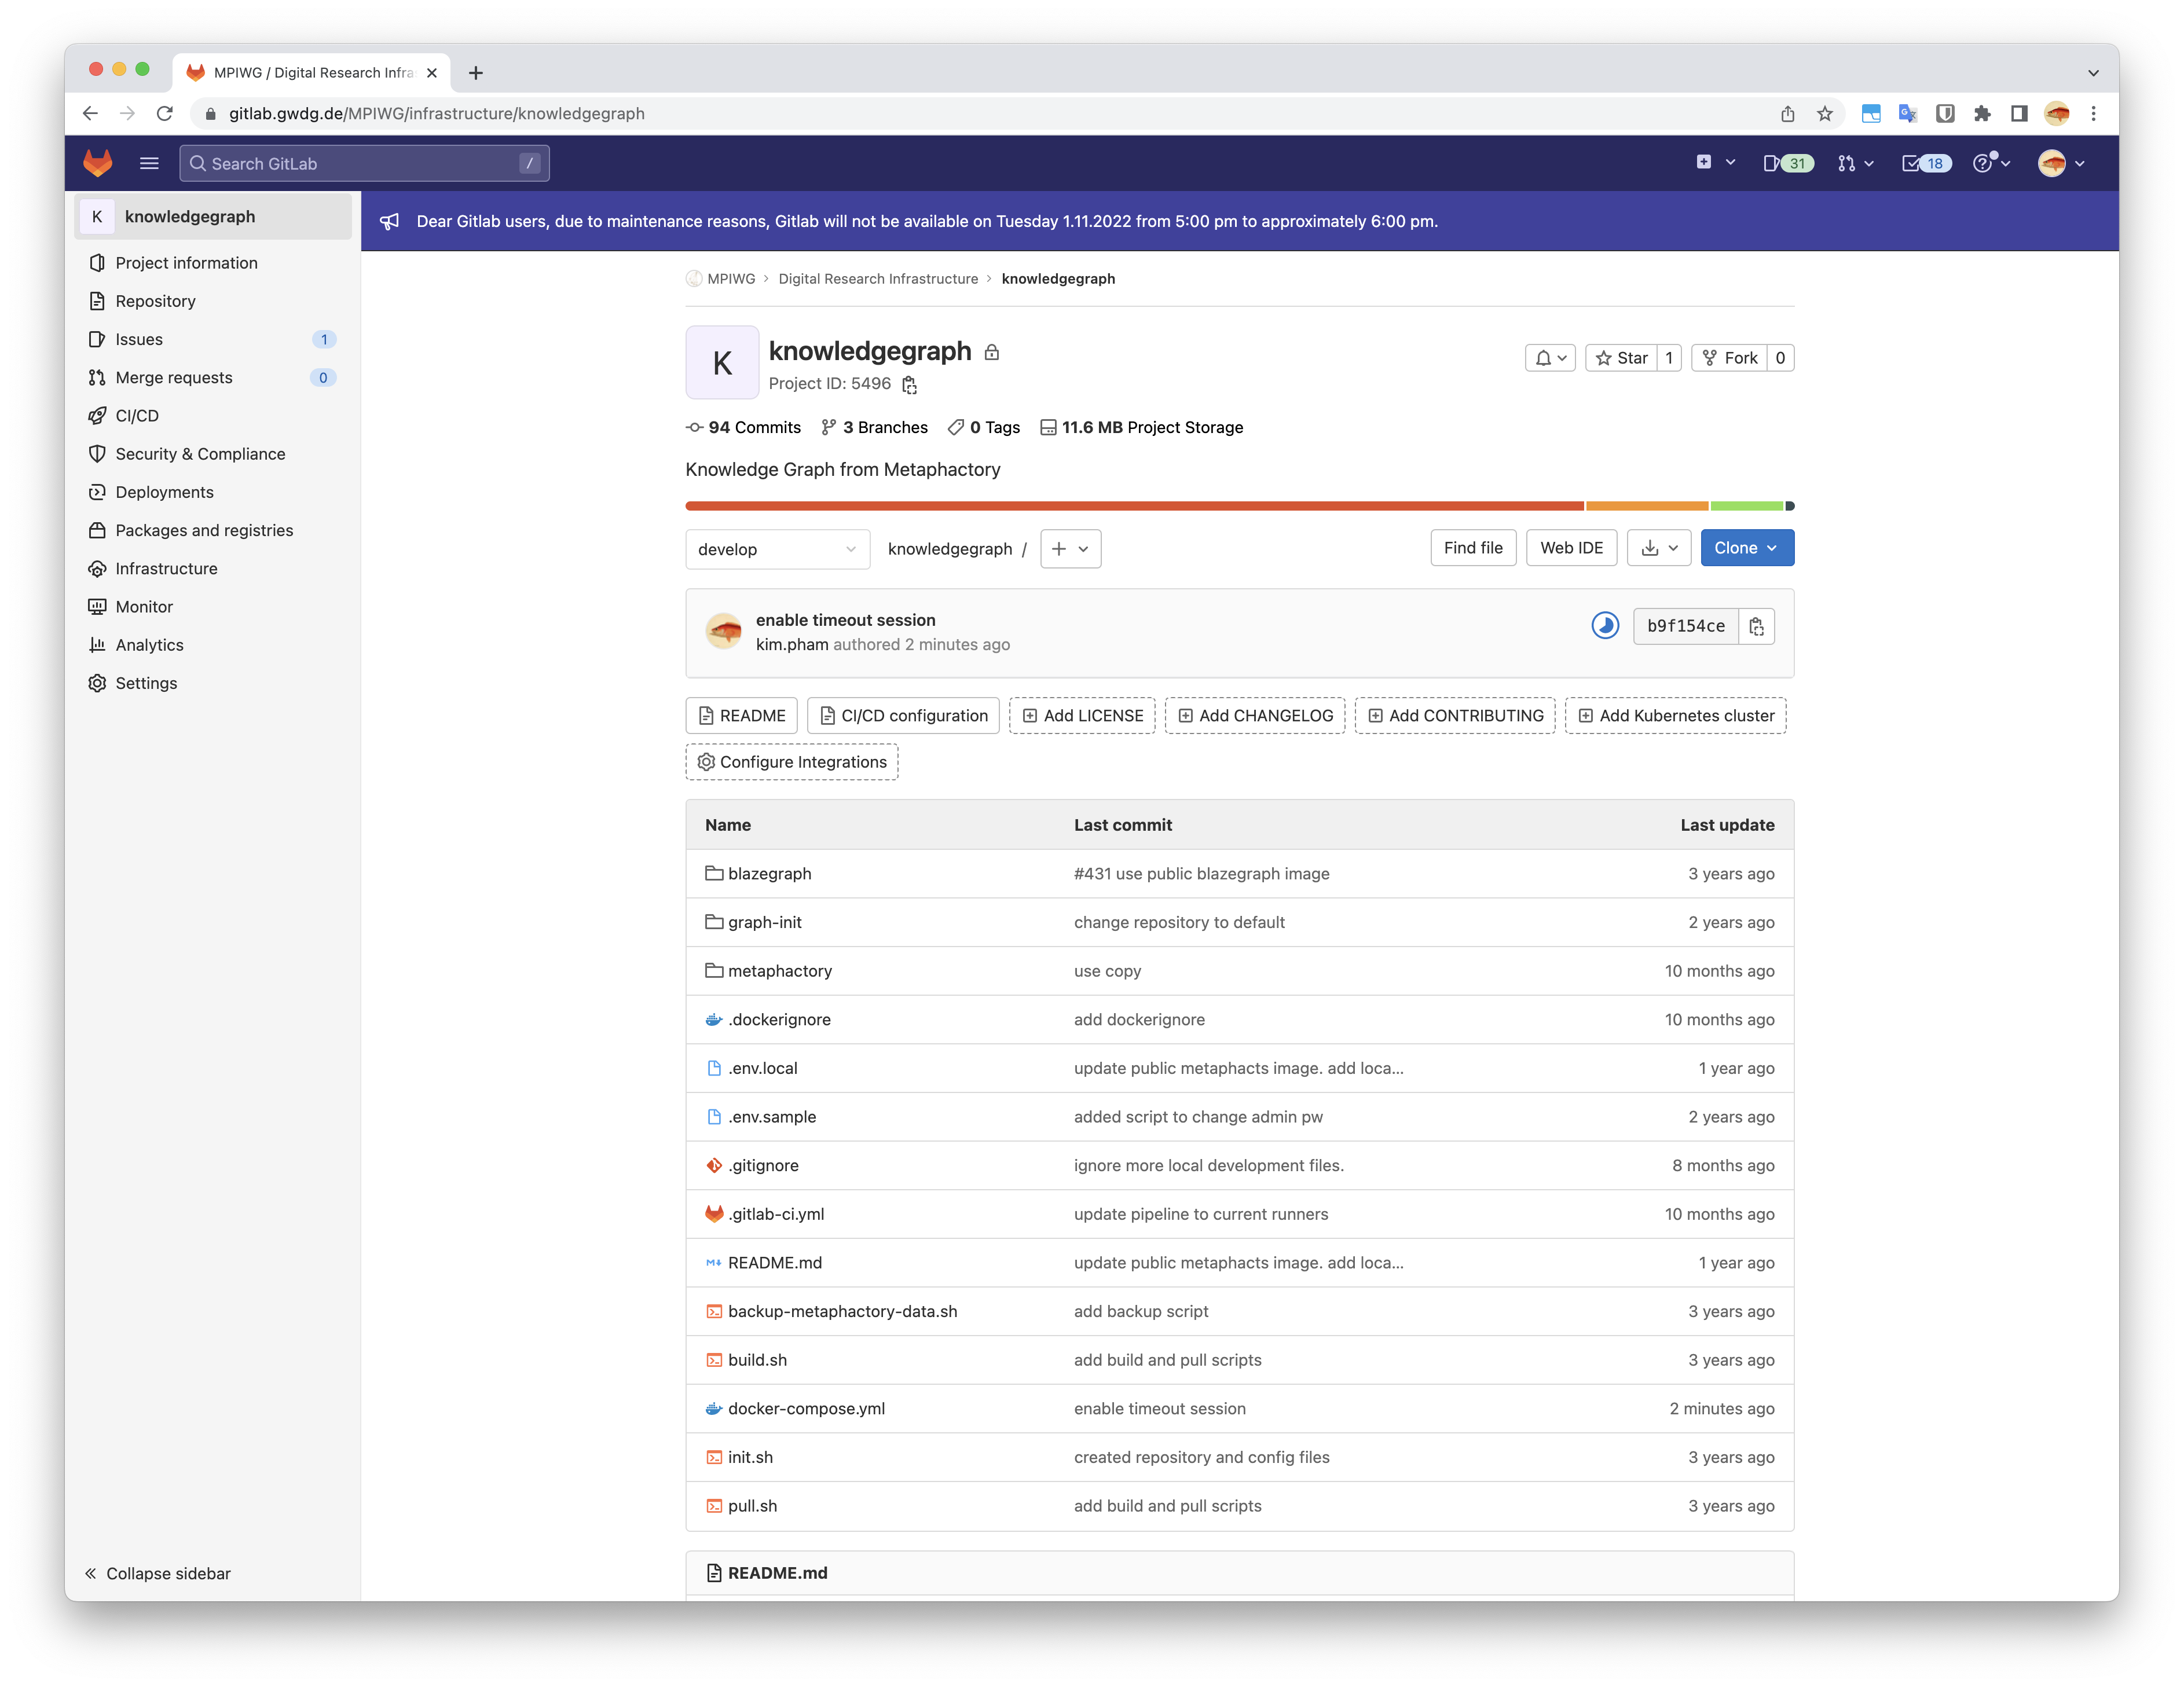 MPIWG / Digital Research Infra
gitlab.gwdg.de/MPIWG/infrastructure/knowledgegraph
Search GitLab /
31
18
K knowledgegraph
Project information
Repository
Issues 1
Merge requests 0
CI/CD
Security & Compliance
Deployments
Packages and registries
Infrastructure
Monitor
Analytics
Settings
Collapse sidebar
Dear Gitlab users, due to maintenance reasons, Gitlab will not be available on Tuesday 1.11.2022 from 5:00 pm to approximately 6:00 pm.
MPIWG > Digital Research Infrastructure > knowledgegraph
K
knowledgegraph
Project ID: 5496
Star 1
Fork 0
94 Commits 3 Branches 0 Tags 11.6 MB Project Storage
Knowledge Graph from Metaphactory
develop knowledgegraph / +
Find file Web IDE Clone
enable timeout session
kim.pham authored 2 minutes ago
b9f154ce
README CI/CD configuration Add LICENSE Add CHANGELOG Add CONTRIBUTING Add Kubernetes cluster
Configure Integrations
Name Last commit Last update
blazegraph #431 use public blazegraph image 3 years ago
graph-init change repository to default 2 years ago
metaphactory use copy 10 months ago
.dockerignore add dockerignore 10 months ago
.env.local update public metaphacts image. add loca... 1 year ago
.env.sample added script to change admin pw 2 years ago
.gitignore ignore more local development files. 8 months ago
.gitlab-ci.yml update pipeline to current runners 10 months ago
README.md update public metaphacts image. add loca... 1 year ago
backup-metaphactory-data.sh add backup script 3 years ago
build.sh add build and pull scripts 3 years ago
docker-compose.yml enable timeout session 2 minutes ago
init.sh created repository and config files 3 years ago
pull.sh add build and pull scripts 3 years ago
README.md